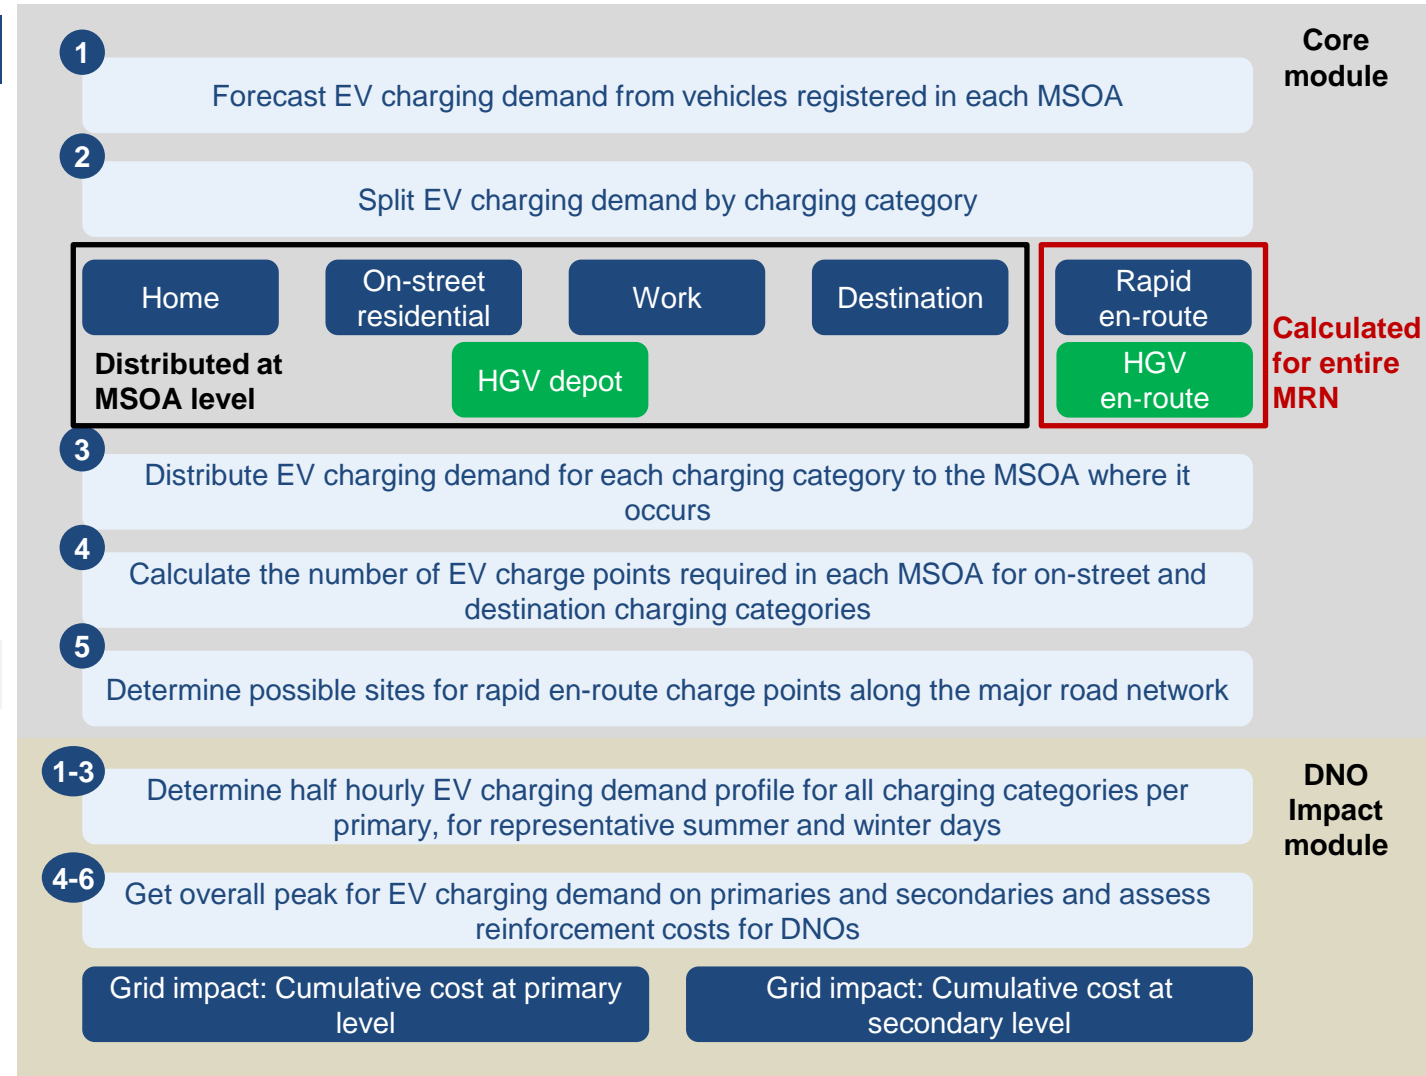 Core
module
1
Forecast EV charging demand from vehicles registered in each MSOA
2
Split EV charging demand by charging category
Home
On-street
residential
Work
Destination
Rapid
en-route
Distributed at
MSOA level
HGV depot
HGV
en-route
Calculated
for entire
MRN
3
Distribute EV charging demand for each charging category to the MSOA where it
occurs
4
Calculate the number of EV charge points required in each MSOA for on-street and
destination charging categories
5
Determine possible sites for rapid en-route charge points along the major road network
DNO
Impact
module
1-3
Determine half hourly EV charging demand profile for all charging categories per
primary, for representative summer and winter days
4-6
Get overall peak for EV charging demand on primaries and secondaries and assess
reinforcement costs for DNOs
Grid impact: Cumulative cost at primary
level
Grid impact: Cumulative cost at
secondary level